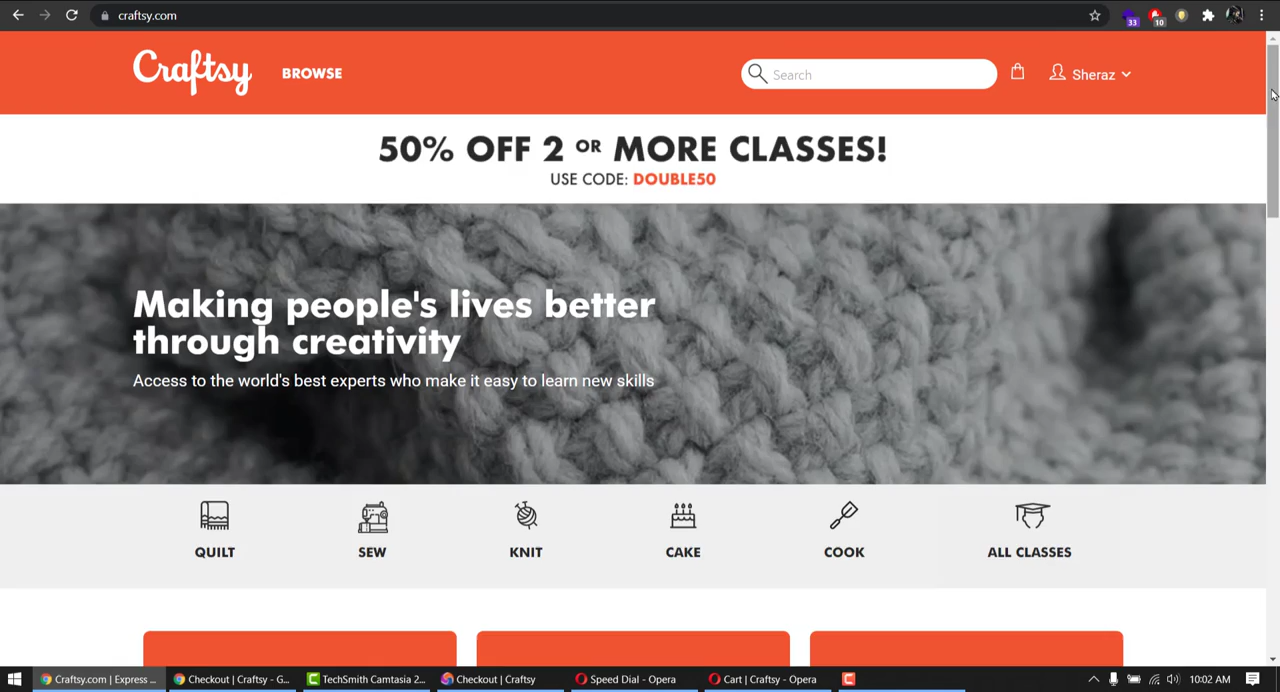 craftsy.com
33
10
Craftsy
BROWSE
Search
Sheraz
50% OFF 2 OR MORE CLASSES!
USE CODE: DOUBLE50
Making people's lives better
through creativity
Access to the world's best experts who make it easy to learn new skills
QUILT
SEW
KNIT
CAKE
COOK
ALL CLASSES
Craftsy.com | Express ...
Checkout | Craftsy - G...
TechSmith Camtasia 2...
Checkout | Craftsy
Speed Dial - Opera
Cart | Craftsy - Opera
10:02 AM